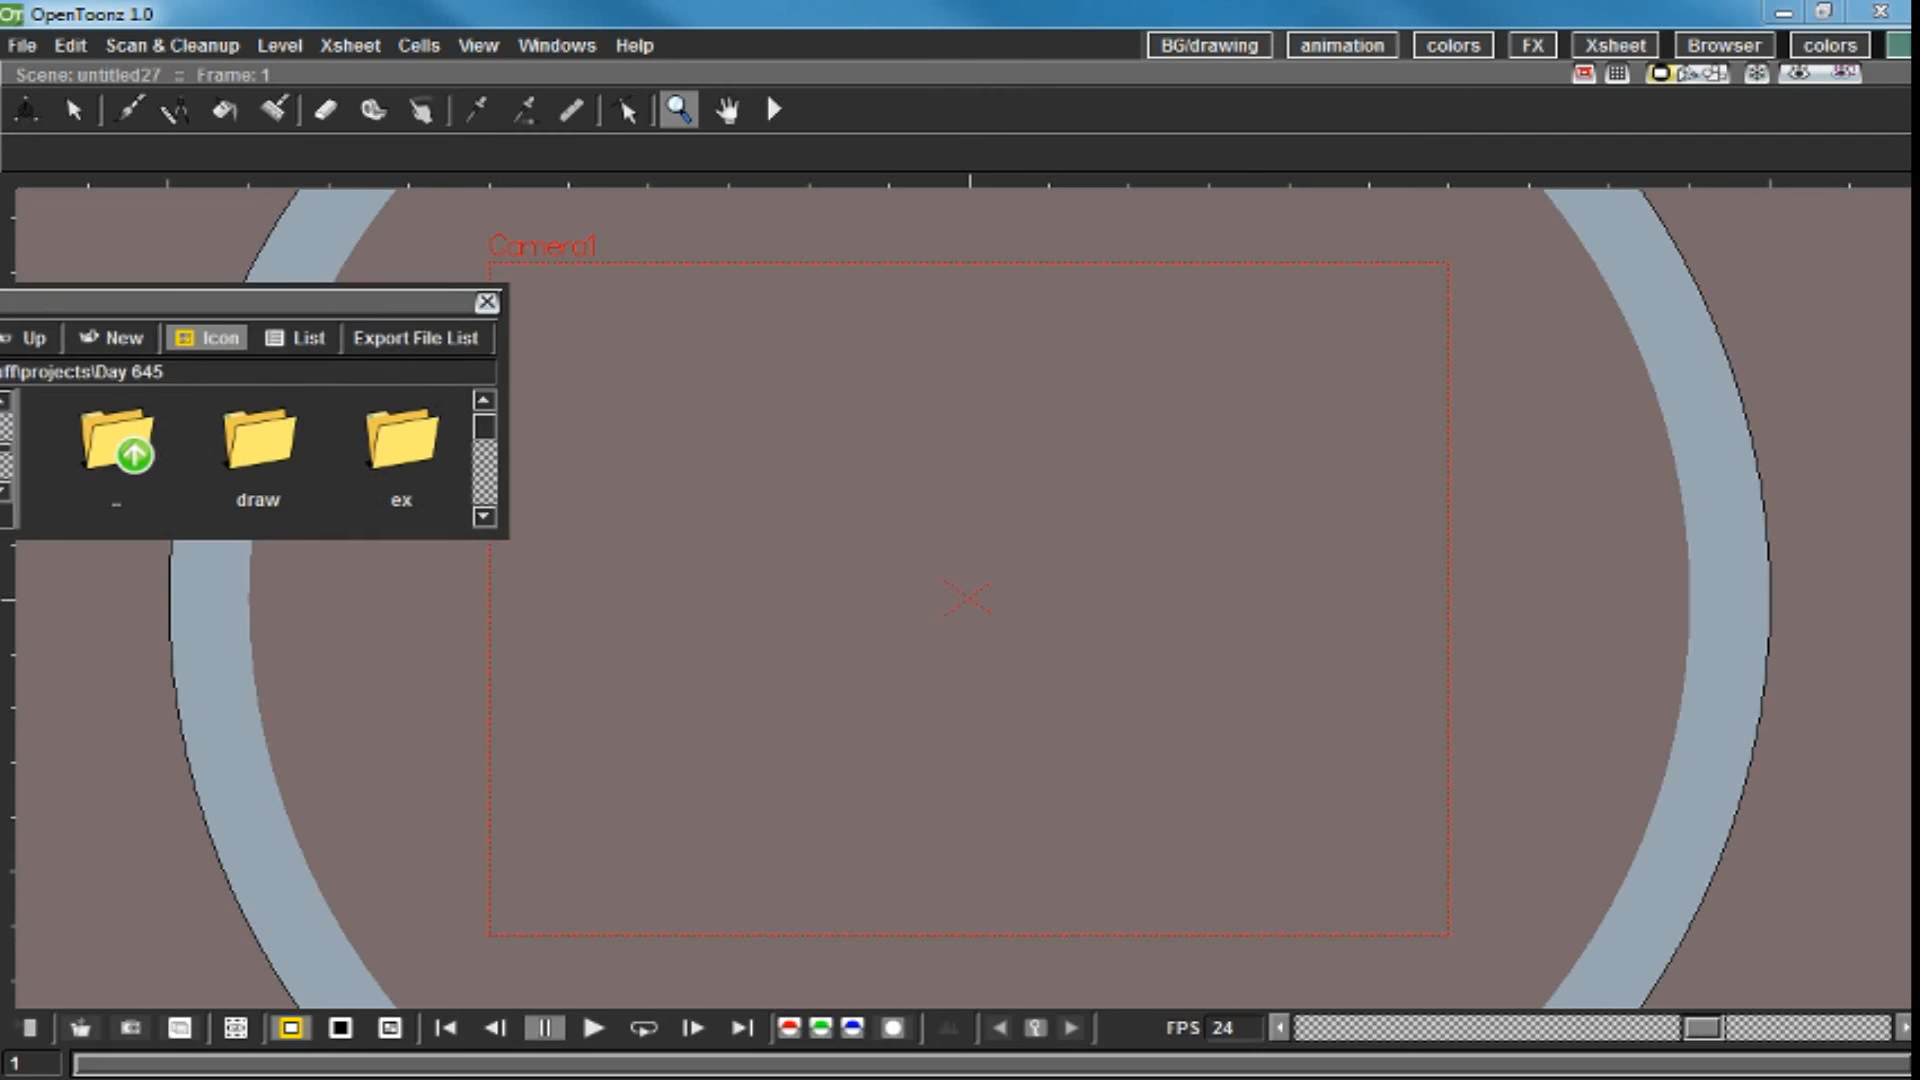 OpenToonz 1.0
File Edit Scan & Cleanup Level Xsheet Cells View Windows Help BG/drawing animation colors FX Xsheet Browser colors
Scene: untitled27 :: Frame: 1
Camera1
Up New Icon List Export File List
projects\Day 645
.. draw ex
FPS 24
1